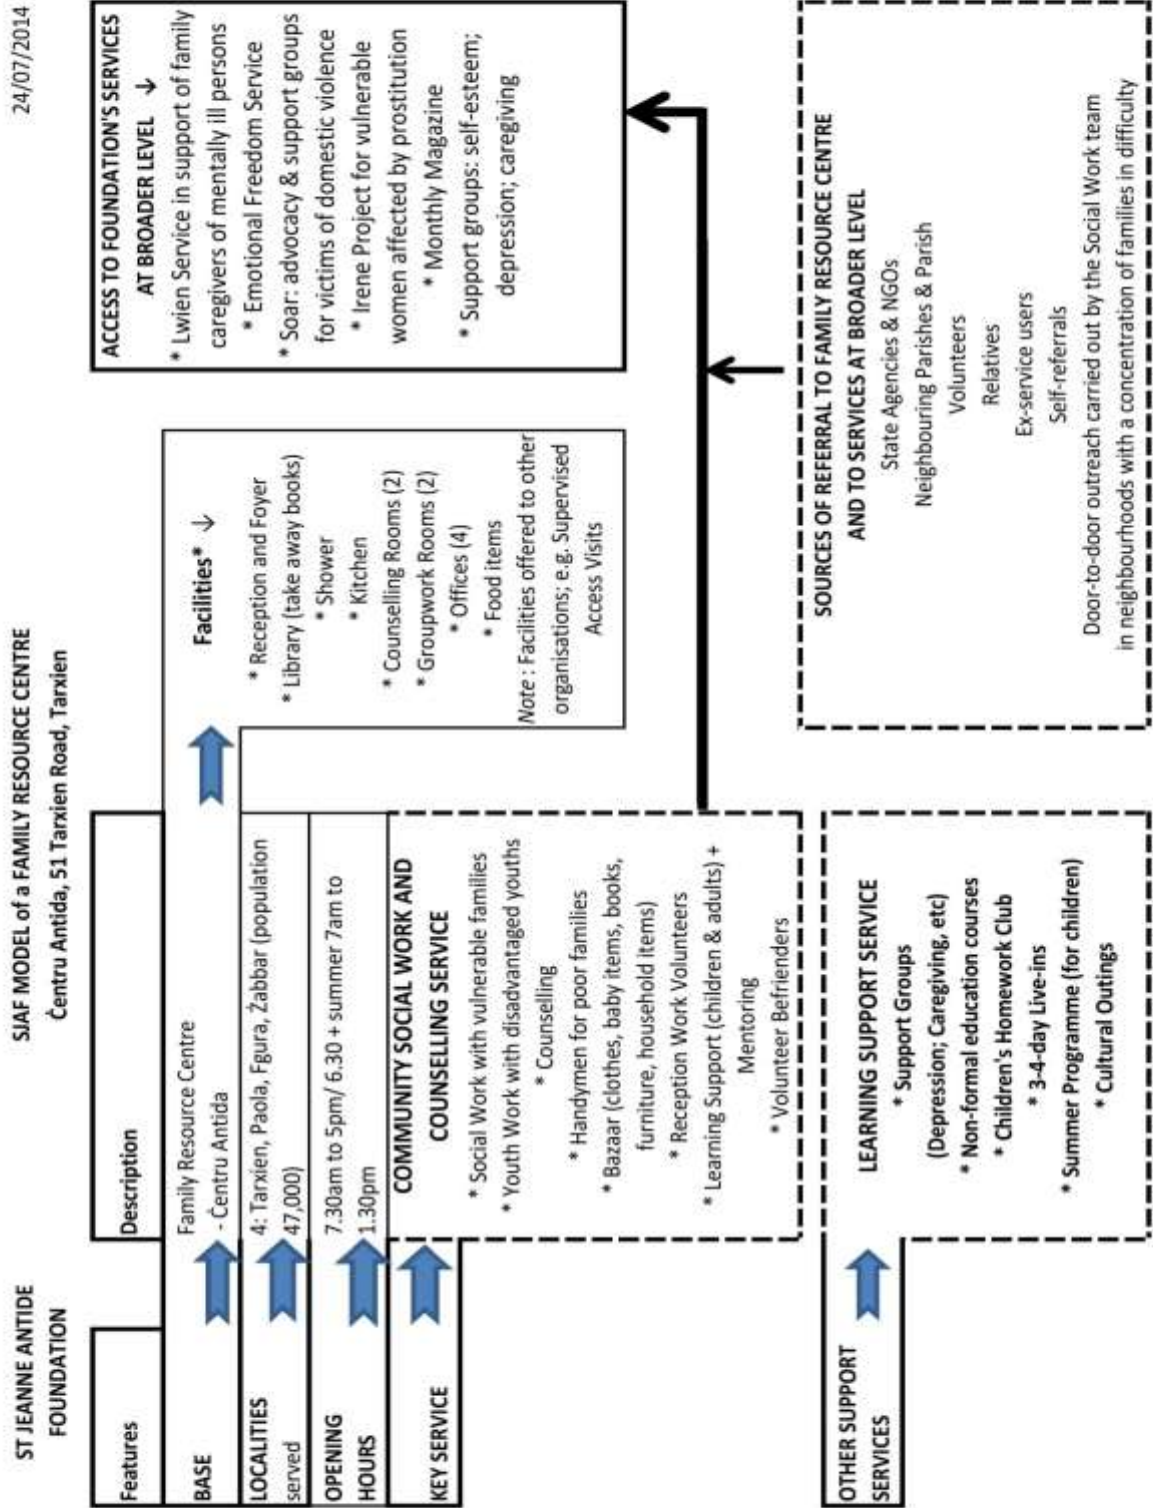 ST JEANNE ANTIDE
FOUNDATION
SJAF MODEL of a FAMILY RESOURCE CENTRE
Ċentru Antida, 51 Tarxien Road, Tarxien
24/07/2014
Features
Description
BASE
Family Resource Centre
- Ċentru Antida
LOCALITIES
served
4: Tarxien, Paola, Fgura, Żabbar (population
47,000)
OPENING
HOURS
7.30am to 5pm/ 6.30 + summer 7am to
1.30pm
KEY SERVICE
COMMUNITY SOCIAL WORK AND
COUNSELLING SERVICE
* Social Work with vulnerable families
* Youth Work with disadvantaged youths
* Counselling
* Handymen for poor families
* Bazaar (clothes, baby items, books,
furniture, household items)
* Reception Work Volunteers
* Learning Support (children & adults) +
Mentoring
* Volunteer Befrienders
OTHER SUPPORT
SERVICES
LEARNING SUPPORT SERVICE
* Support Groups
(Depression; Caregiving, etc)
* Non-formal education courses
* Children's Homework Club
* 3-4-day Live-ins
* Summer Programme (for children)
* Cultural Outings
Facilities* ↓
* Reception and Foyer
* Library (take away books)
* Shower
* Kitchen
* Counselling Rooms (2)
* Groupwork Rooms (2)
* Offices (4)
* Food items
Note : Facilities offered to other
organisations; e.g. Supervised
Access Visits
ACCESS TO FOUNDATION'S SERVICES
AT BROADER LEVEL ↓
* Lwien Service in support of family
caregivers of mentally ill persons
* Emotional Freedom Service
* Soar: advocacy & support groups
for victims of domestic violence
* Irene Project for vulnerable
women affected by prostitution
* Monthly Magazine
* Support groups: self-esteem;
depression; caregiving
SOURCES OF REFERRAL TO FAMILY RESOURCE CENTRE
AND TO SERVICES AT BROADER LEVEL
State Agencies & NGOs
Neighbouring Parishes & Parish
Volunteers
Relatives
Ex-service users
Self-referrals
Door-to-door outreach carried out by the Social Work team
in neighbourhoods with a concentration of families in difficulty